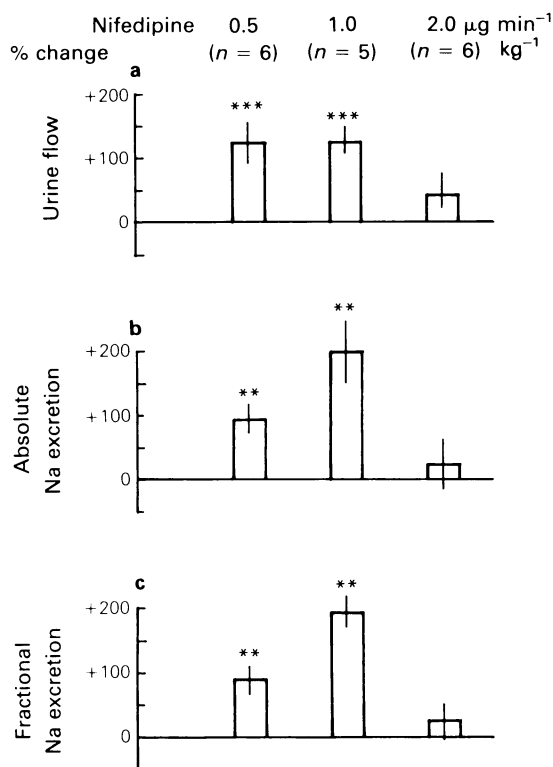 Nifedipine 0.5 1.0 2.0 μg min⁻¹
% change (n = 6) (n = 5) (n = 6) kg⁻¹
a
Urine flow
+200
+100
0
*** ***
b
Absolute
Na excretion
+200
+100
0
** **
c
Fractional
Na excretion
+200
+100
0
** **